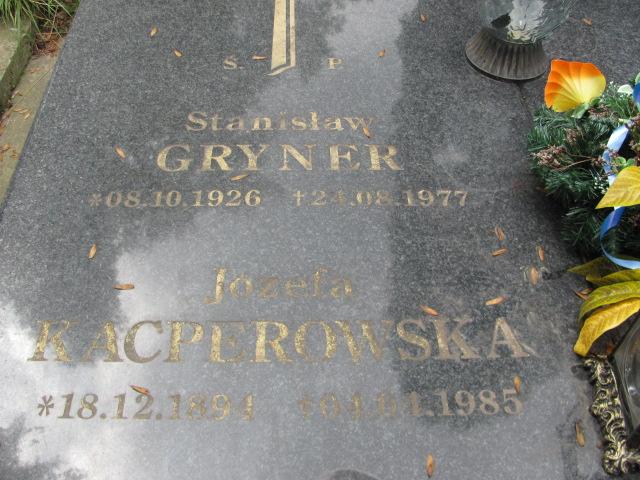 Ś. P.
Stanisław
GRYNER
*08.10.1926 †24.08.1977
Józefa
KACPEROWSKA
*18.12.1894 †04.01.1985